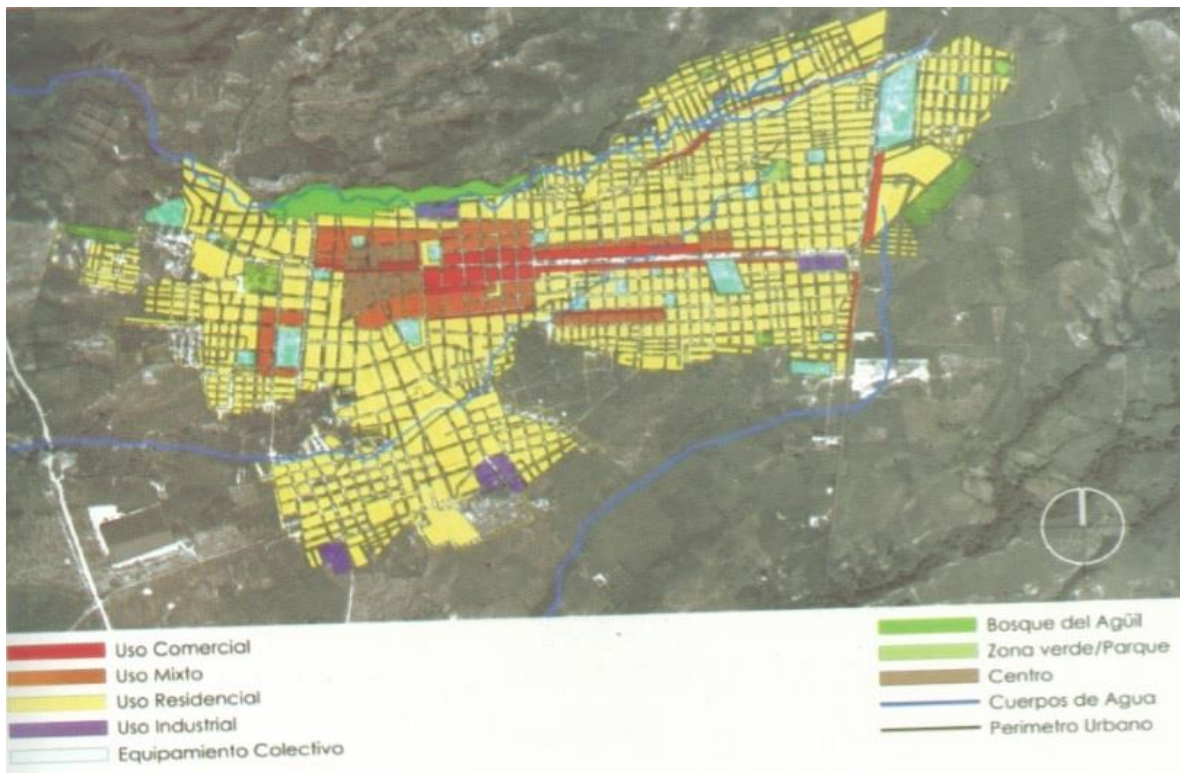 Uso Comercial
Uso Mixto
Uso Residencial
Uso Industrial
Equipamiento Colectivo
Bosque del Agüil
Zona verde/Parque
Centro
Cuerpos de Agua
Perimetro Urbano